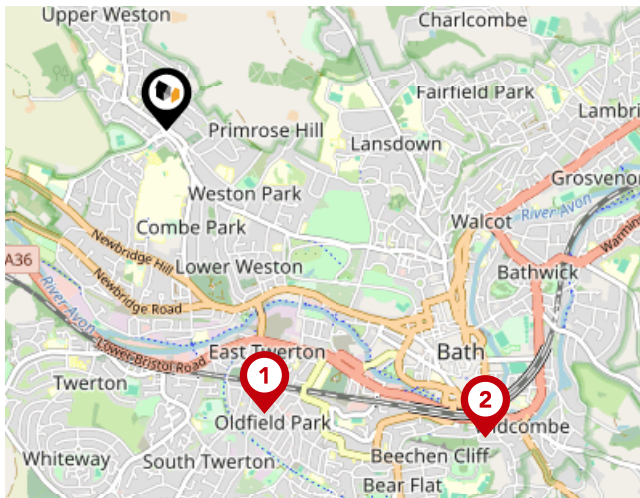 Upper Weston
Charlcombe
Fairfield Park
Primrose Hill
Lambri
Lansdown
Grosvenor
Weston Park
River Avon
Walcot
Combe Park
Newbridge Hill
Warmin
A36
Lower Weston
Bathwick
River Avon
Newbridge Road
Lower Bristol Road
East Twerton
Bath
Twerton
1
2
Oldfield Park
dcombe
Beechen Cliff
Whiteway
South Twerton
Bear Flat